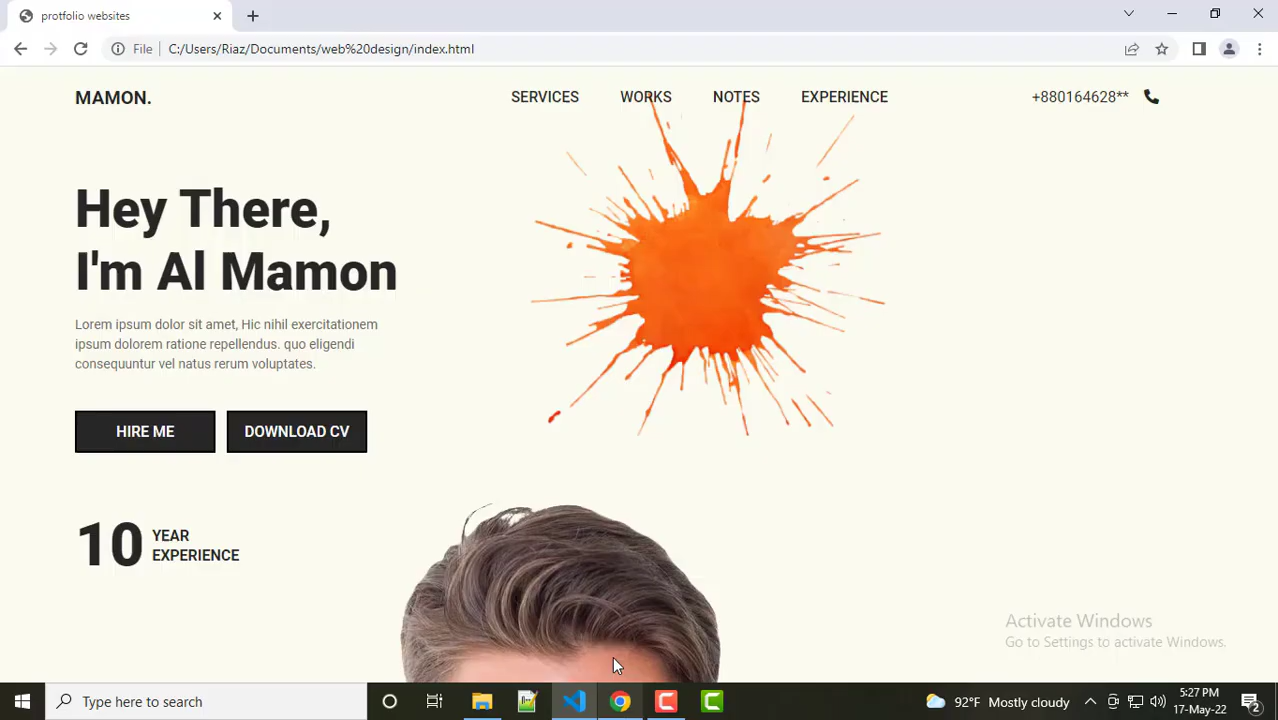 protfolio websites
File
C:/Users/Riaz/Documents/web%20design/index.html
MAMON.
SERVICES
WORKS
NOTES
EXPERIENCE
+880164628**
Hey There,
I'm Al Mamon
Lorem ipsum dolor sit amet, Hic nihil exercitationem
ipsum dolorem ratione repellendus. quo eligendi
consequuntur vel natus rerum voluptates.
HIRE ME
DOWNLOAD CV
10
YEAR
EXPERIENCE
Activate Windows
Go to Settings to activate Windows.
Type here to search
92°F Mostly cloudy
5:27 PM
17-May-22
2